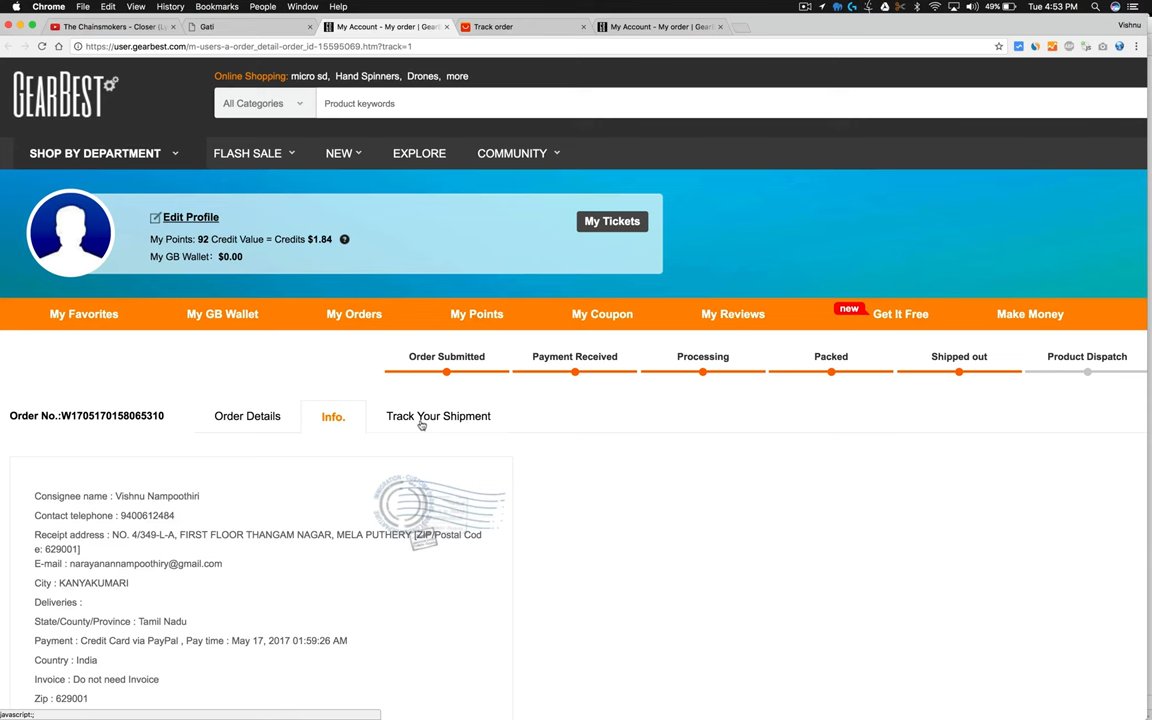 Chrome File Edit View History Bookmarks People Window Help 49% Tue 4:53 PM
The Chainsmokers - Closer (L Gati My Account - My order | GearB Track order My Account - My order | GearB Vishnu
https://user.gearbest.com/m-users-a-order_detail-order_id-15595069.htm?track=1
GEARBEST
Online Shopping: micro sd, Hand Spinners, Drones, more
All Categories Product keywords
SHOP BY DEPARTMENT FLASH SALE NEW EXPLORE COMMUNITY
Edit Profile
My Tickets
My Points: 92 Credit Value = Credits $1.84 ?
My GB Wallet: $0.00
My Favorites My GB Wallet My Orders My Points My Coupon My Reviews new Get It Free Make Money
Order Submitted Payment Received Processing Packed Shipped out Product Dispatch
Order No.:W1705170158065310 Order Details Info. Track Your Shipment
Consignee name : Vishnu Nampoothiri
Contact telephone : 9400612484
Receipt address : NO. 4/349-L-A, FIRST FLOOR THANGAM NAGAR, MELA PUTHERY [ZIP/Postal Cod
e: 629001]
E-mail : narayanannampoothiry@gmail.com
City : KANYAKUMARI
Deliveries :
State/County/Province : Tamil Nadu
Payment : Credit Card via PayPal , Pay time : May 17, 2017 01:59:26 AM
Country : India
Invoice : Do not need Invoice
Zip : 629001
javascript:;